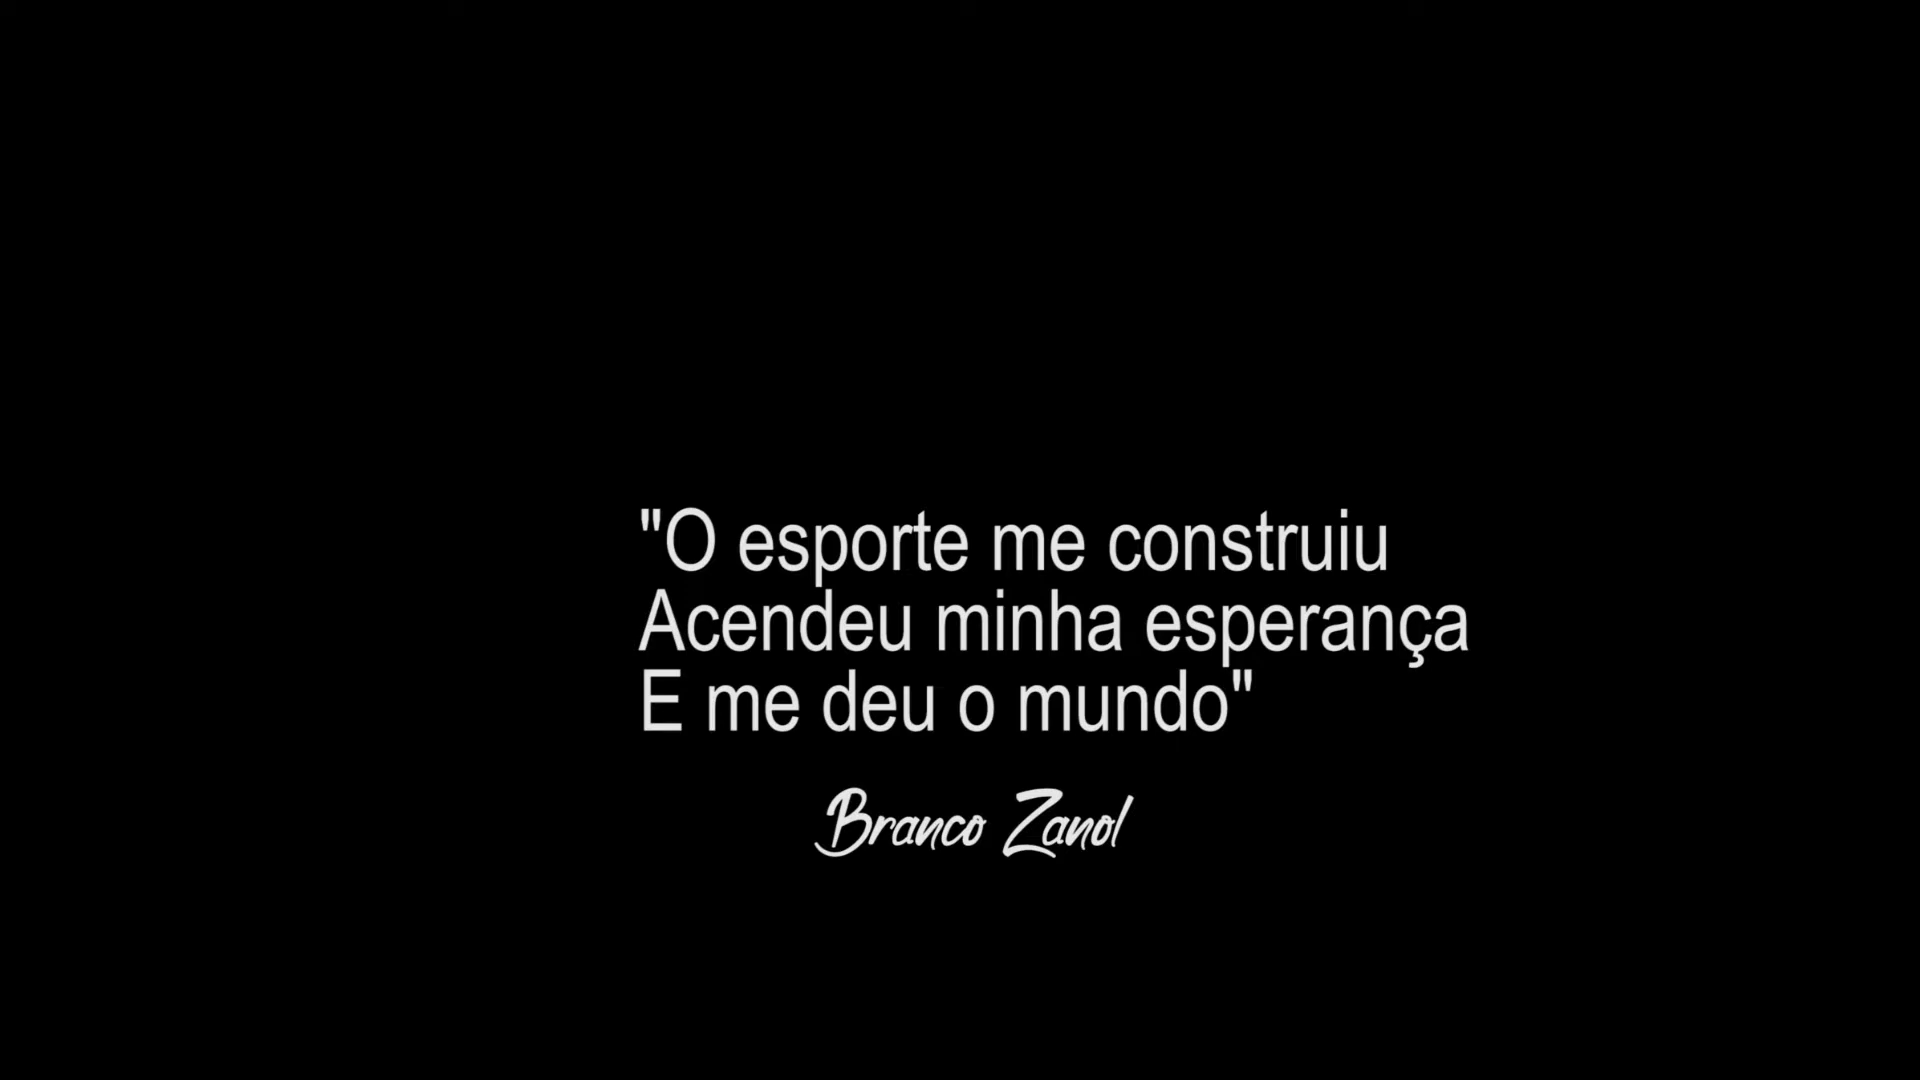 "O esporte me construiu
Acendeu minha esperança
E me deu o mundo"
Branco Zanol